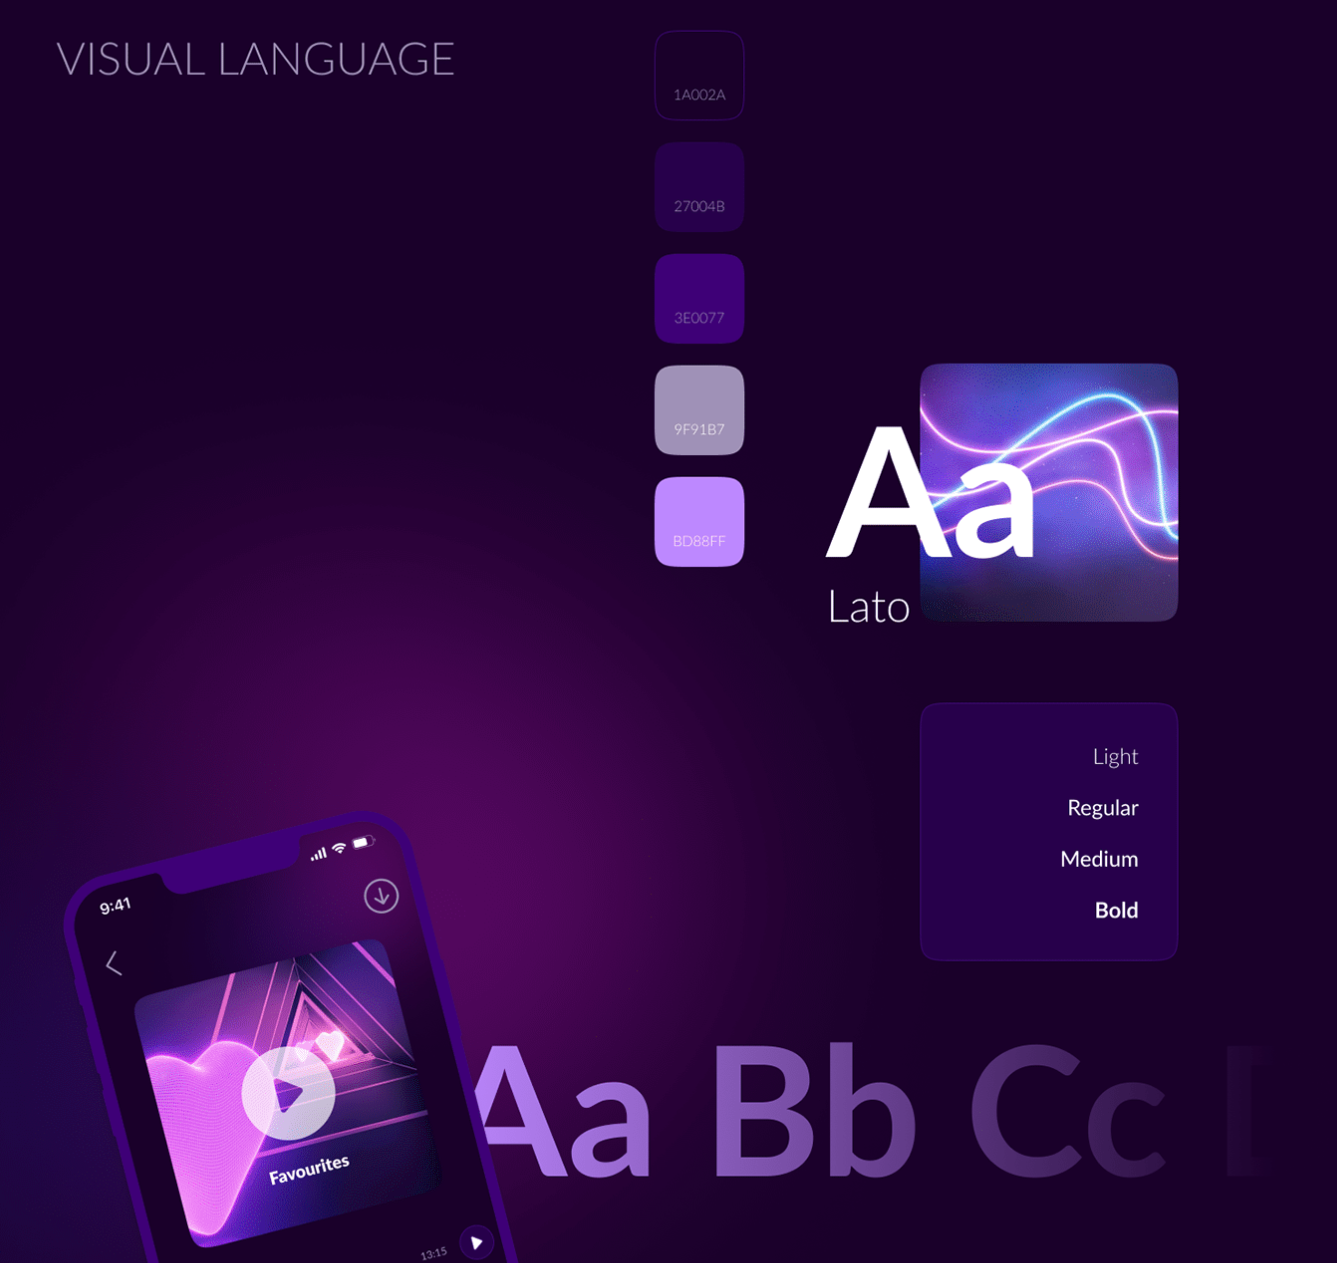 VISUAL LANGUAGE
1A002A
27004B
3E0077
9F91B7
BD88FF
Aa
Lato
Light
Regular
Medium
Bold
9:41
Favourites
13:15
Aa Bb Cc